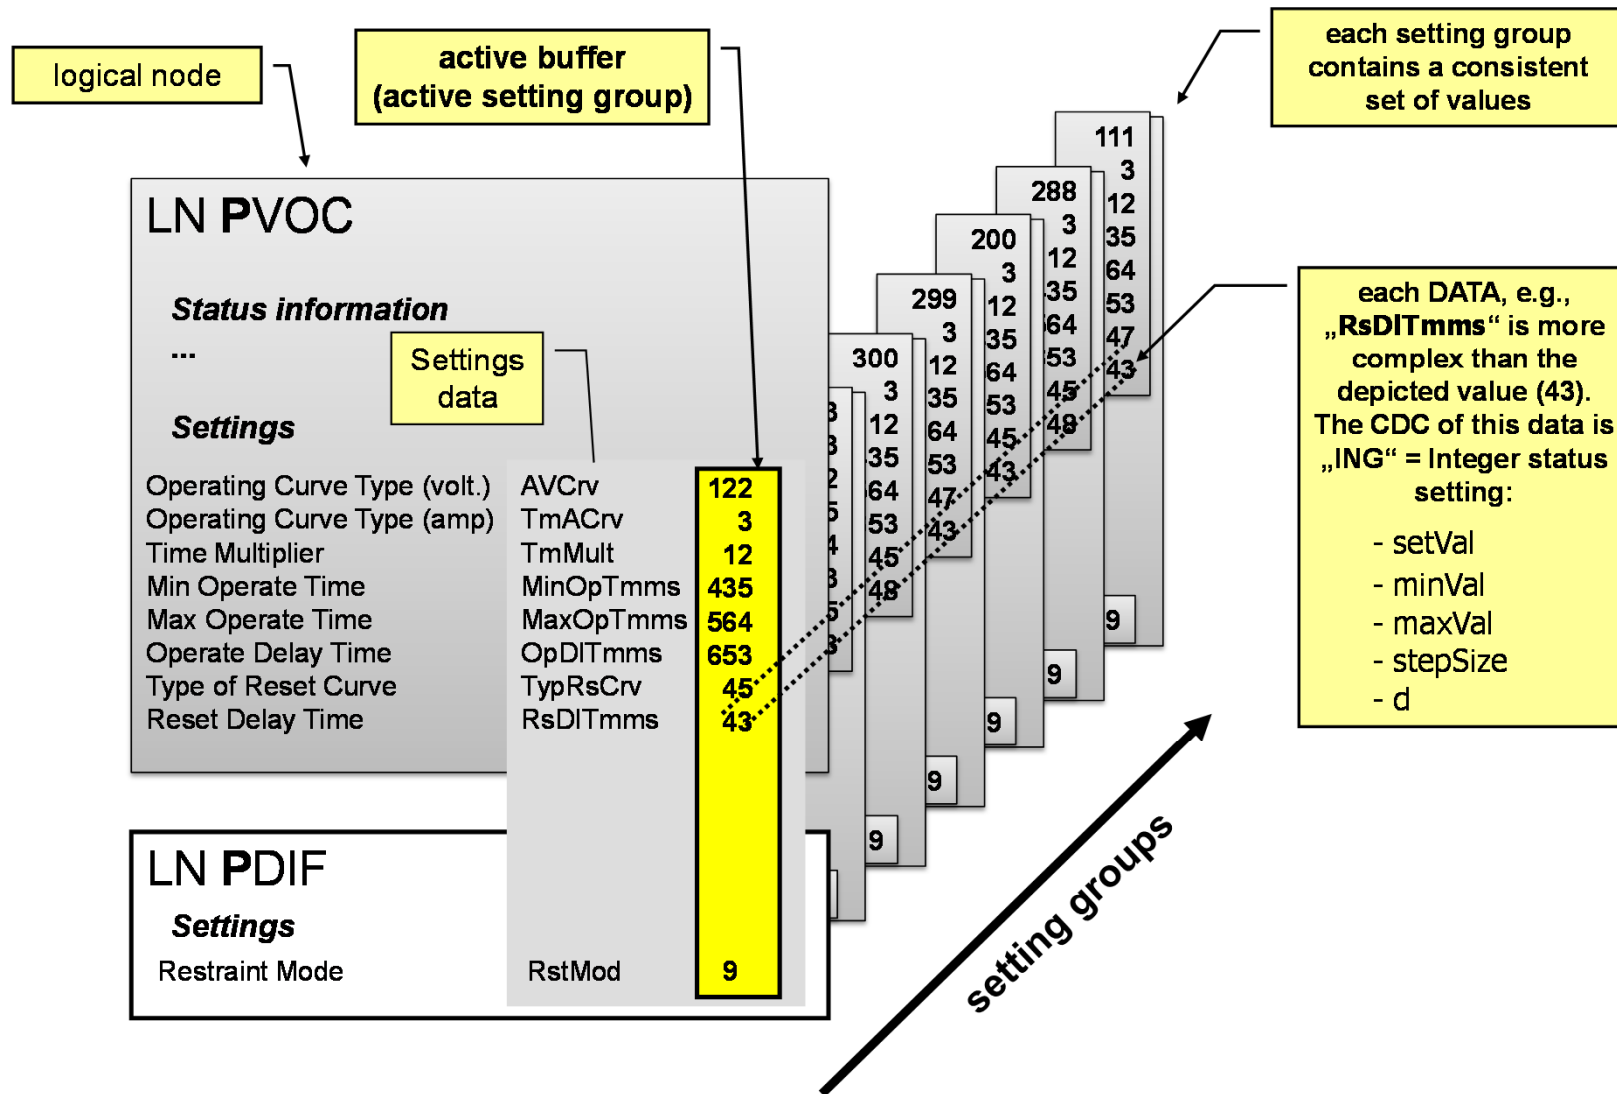 logical node
active buffer
(active setting group)
each setting group
contains a consistent
set of values
LN PVOC
Status information
...
Settings
data
Settings
Operating Curve Type (volt.) AVCrv 122
Operating Curve Type (amp) TmACrv 3
Time Multiplier TmMult 12
Min Operate Time MinOpTmms 435
Max Operate Time MaxOpTmms 564
Operate Delay Time OpDlTmms 653
Type of Reset Curve TypRsCrv 45
Reset Delay Time RsDlTmms 43
LN PDIF
Settings
Restraint Mode RstMod 9
300
3
12
435
564
53
45
48
9
299
3
12
35
64
53
47
43
9
200
3
12
35
64
53
45
43
9
288
3
12
435
564
353
45
48
9
111
3
12
35
64
53
47
43
9
setting groups
each DATA, e.g.,
„RsDlTmms“ is more
complex than the
depicted value (43).
The CDC of this data is
„ING“ = Integer status
setting:
- setVal
- minVal
- maxVal
- stepSize
- d